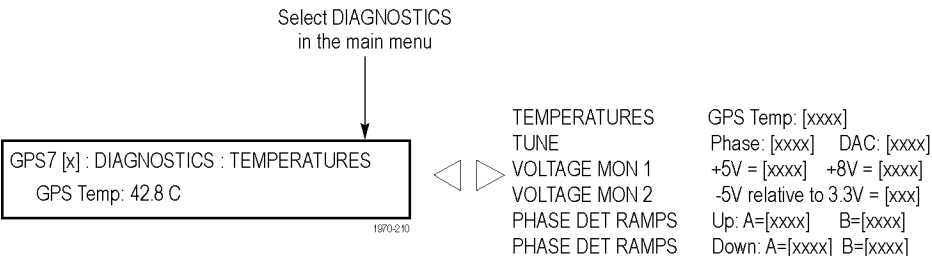 Select DIAGNOSTICS
in the main menu
GPS7 [x] : DIAGNOSTICS : TEMPERATURES
GPS Temp: 42.8 C
1970-210
TEMPERATURES GPS Temp: [xxxx]
TUNE Phase: [xxxx] DAC: [xxxx]
VOLTAGE MON 1 +5V = [xxxx] +8V = [xxxx]
VOLTAGE MON 2 -5V relative to 3.3V = [xxx]
PHASE DET RAMPS Up: A=[xxxx] B=[xxxx]
PHASE DET RAMPS Down: A=[xxxx] B=[xxxx]